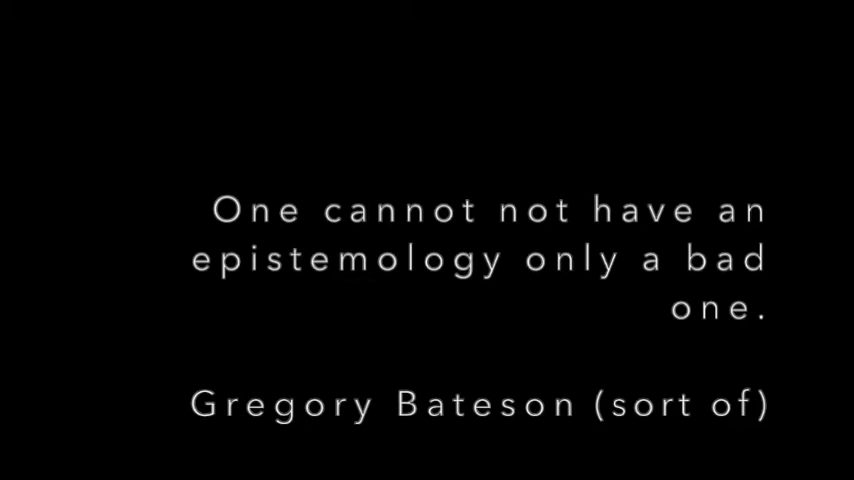 One cannot not have an
epistemology only a bad
one.
Gregory Bateson (sort of)